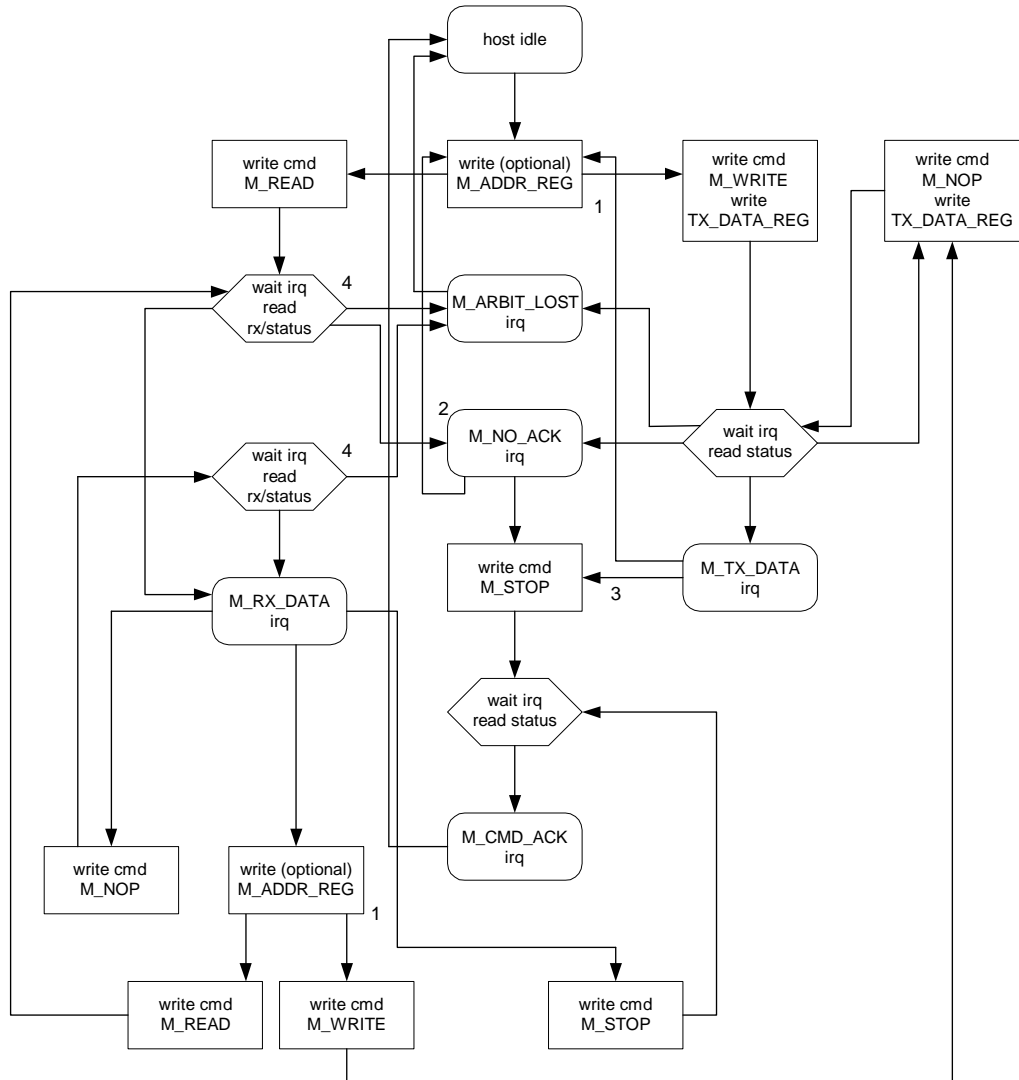 host idle
write cmd
M_READ
write (optional)
M_ADDR_REG
1
write cmd
M_WRITE
write
TX_DATA_REG
write cmd
M_NOP
write
TX_DATA_REG
wait irq
read
rx/status
4
M_ARBIT_LOST
irq
2
M_NO_ACK
irq
wait irq
read status
wait irq
read
rx/status
4
write cmd
M_STOP
3
M_TX_DATA
irq
M_RX_DATA
irq
wait irq
read status
M_CMD_ACK
irq
write cmd
M_NOP
write (optional)
M_ADDR_REG
1
write cmd
M_READ
write cmd
M_WRITE
write cmd
M_STOP